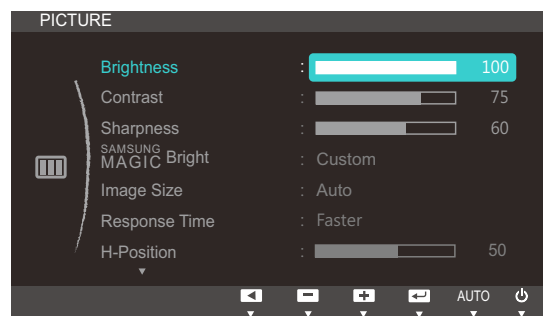 PICTURE
Brightness : 100
Contrast : 75
Sharpness : 60
SAMSUNG
MAGIC Bright : Custom
Image Size : Auto
Response Time : Faster
H-Position : 50
AUTO